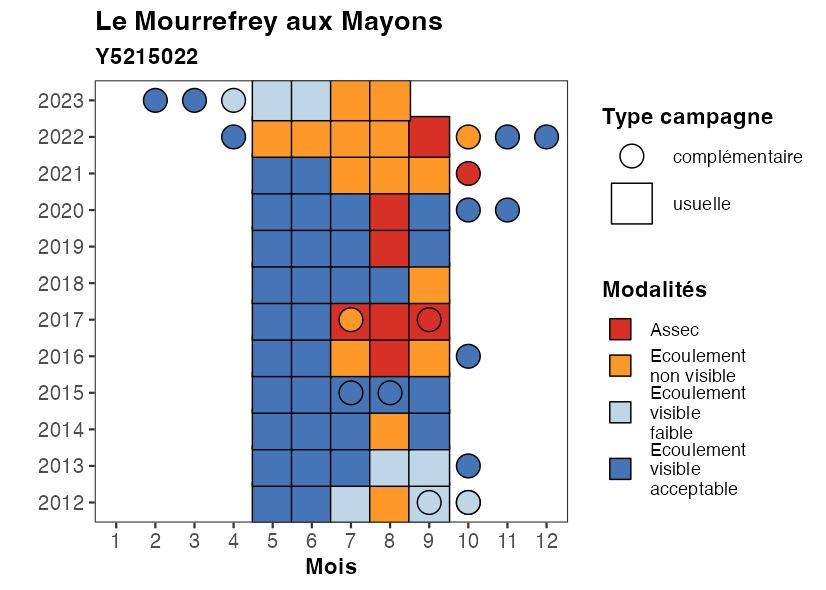 Le Mourrefrey aux Mayons
Y5215022
2023
2022
2021
2020
2019
2018
2017
2016
2015
2014
2013
2012
1 2 3 4 5 6 7 8 9 10 11 12
Mois
Type campagne
complémentaire
usuelle
Modalités
Assec
Ecoulement
non visible
Ecoulement
visible
faible
Ecoulement
visible
acceptable